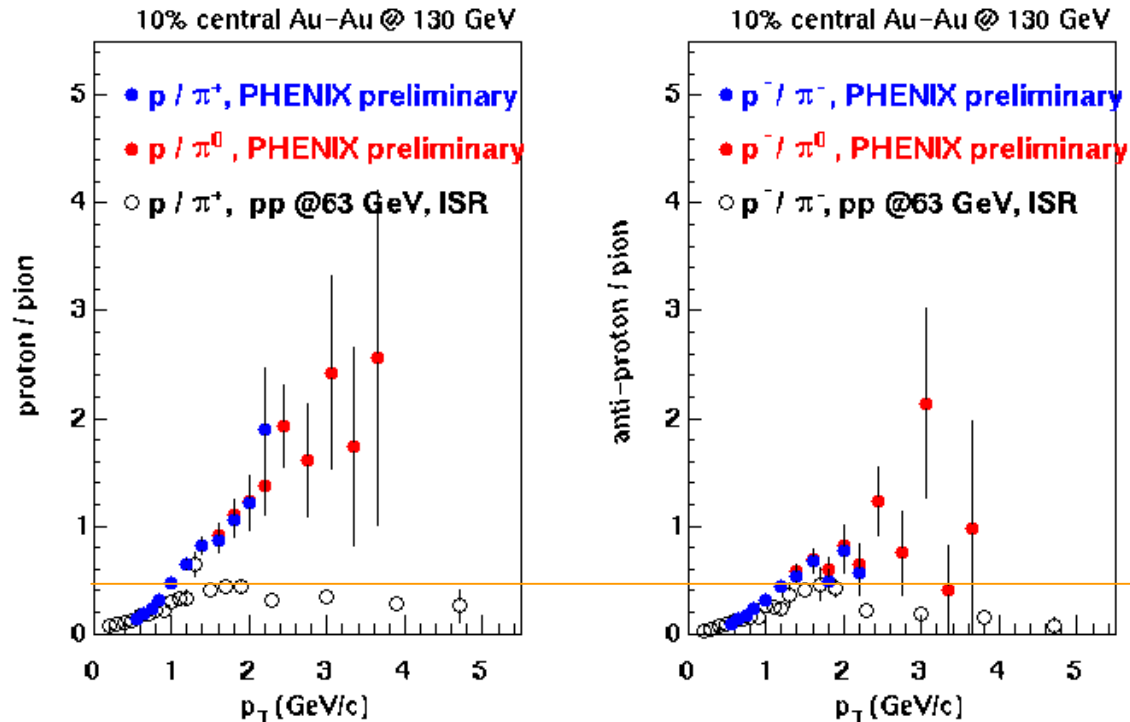 10% central Au-Au @ 130 GeV
5
p / π⁺, PHENIX preliminary
p / π⁰ , PHENIX preliminary
4
p / π⁺, pp @63 GeV, ISR
3
2
1
0
proton / pion
0 1 2 3 4 5
p_T (GeV/c)
10% central Au-Au @ 130 GeV
5
p⁻/ π⁻, PHENIX preliminary
p⁻/ π⁰ , PHENIX preliminary
4
p⁻/ π⁻, pp @63 GeV, ISR
3
2
1
0
anti-proton / pion
0 1 2 3 4 5
p_T (GeV/c)